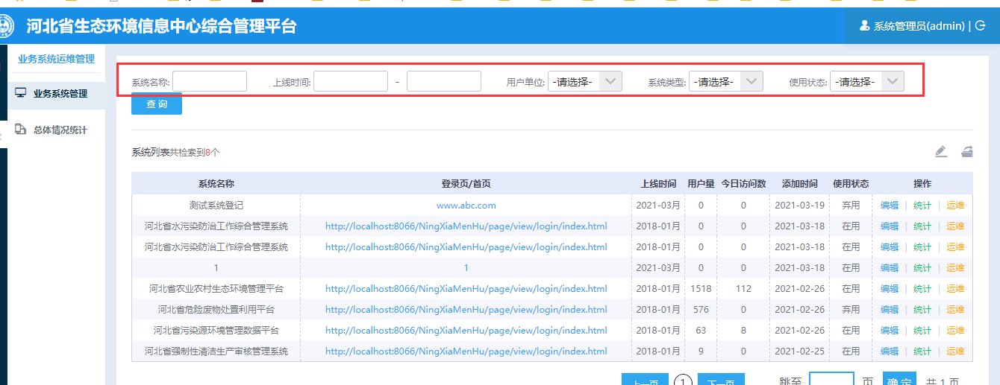 河北省生态环境信息中心综合管理平台 系统管理员(admin) |
业务系统运维管理
业务系统管理
总体情况统计
系统名称: 上线时间: - 用户单位: -请选择- 系统类型: -请选择- 使用状态: -请选择-
查 询
系统列表共检索到8个
系统名称 登录页/首页 上线时间 用户量 今日访问数 添加时间 使用状态 操作
测试系统登记 www.abc.com 2021-03月 0 0 2021-03-19 弃用 编辑 | 统计 | 运维
河北省水污染防治工作综合管理系统 http://localhost:8066/NingXiaMenHu/page/view/login/index.html 2018-01月 0 0 2021-03-18 在用 编辑 | 统计 | 运维
河北省水污染防治工作综合管理系统 http://localhost:8066/NingXiaMenHu/page/view/login/index.html 2018-01月 0 0 2021-03-18 在用 编辑 | 统计 | 运维
1 1 2021-03月 0 0 2021-03-18 在用 编辑 | 统计 | 运维
河北省农业农村生态环境管理平台 http://localhost:8066/NingXiaMenHu/page/view/login/index.html 2018-01月 1518 112 2021-02-26 在用 编辑 | 统计 | 运维
河北省危险废物处置利用平台 http://localhost:8066/NingXiaMenHu/page/view/login/index.html 2018-01月 576 0 2021-02-26 弃用 编辑 | 统计 | 运维
河北省污染源环境管理数据平台 http://localhost:8066/NingXiaMenHu/page/view/login/index.html 2018-01月 63 8 2021-02-26 在用 编辑 | 统计 | 运维
河北省强制性清洁生产审核管理系统 http://localhost:8066/NingXiaMenHu/page/view/login/index.html 2018-01月 9 0 2021-02-25 在用 编辑 | 统计 | 运维
上一页 1 下一页 跳至 页 确 定 共 1 页